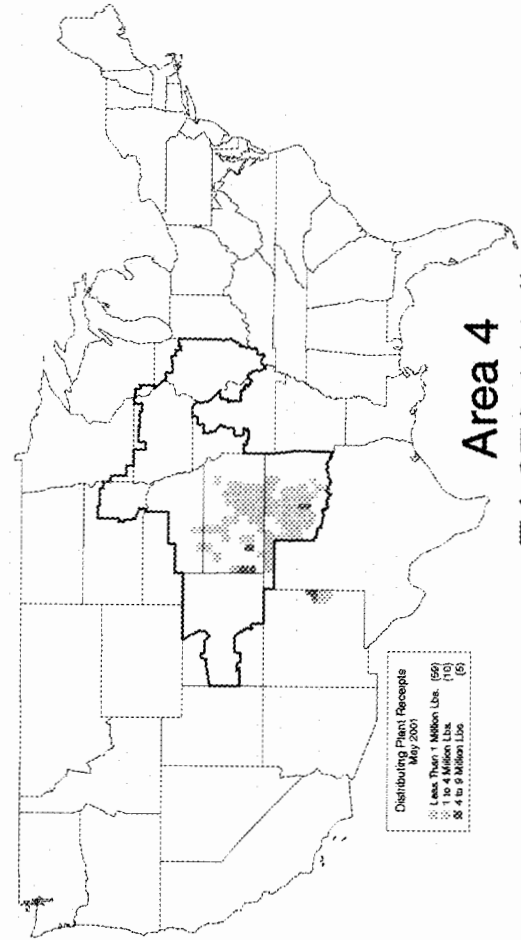 Area 4
Distributing Plant Receipts
May 2001
Less Than 1 Million Lbs. (59)
1 to 4 Million Lbs. (10)
4 to 9 Million Lbs. (5)